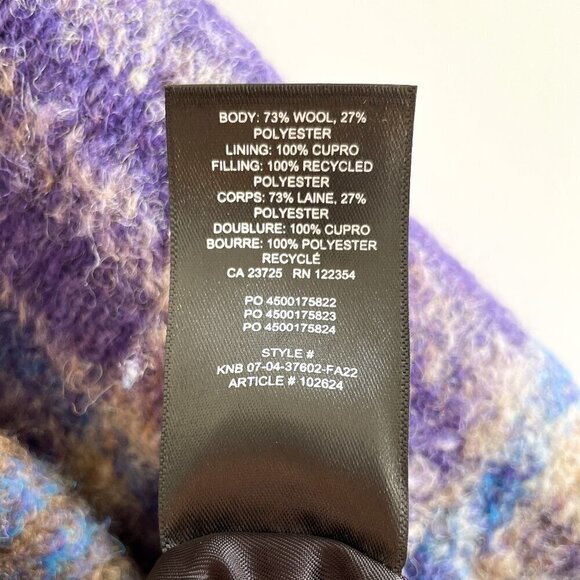 BODY: 73% WOOL, 27%
POLYESTER
LINING: 100% CUPRO
FILLING: 100% RECYCLED
POLYESTER
CORPS: 73% LAINE, 27%
POLYESTER
DOUBLURE: 100% CUPRO
BOURRE: 100% POLYESTER
RECYCLÉ
CA 23725 RN 122354
PO 4500175822
PO 4500175823
PO 4500175824
STYLE #
KNB 07-04-37602-FA22
ARTICLE # 102624